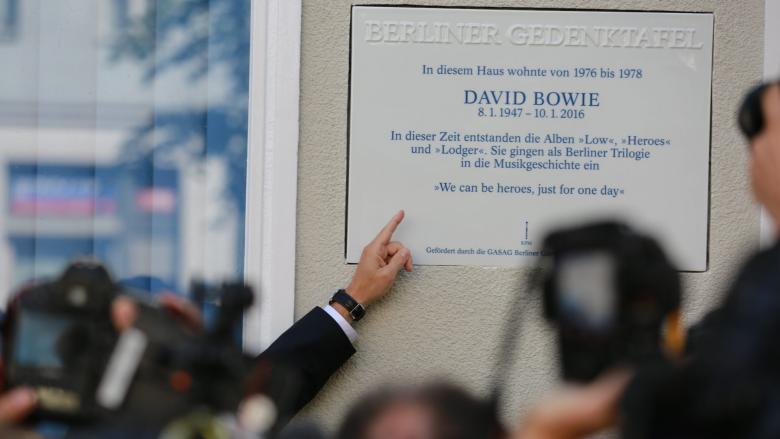 BERLINER GEDENKTAFEL
In diesem Haus wohnte von 1976 bis 1978
DAVID BOWIE
8. 1. 1947 – 10. 1. 2016
In dieser Zeit entstanden die Alben »Low«, »Heroes«
und »Lodger«. Sie gingen als Berliner Trilogie
in die Musikgeschichte ein
»We can be heroes, just for one day«
KPM
Gefördert durch die GASAG Berliner